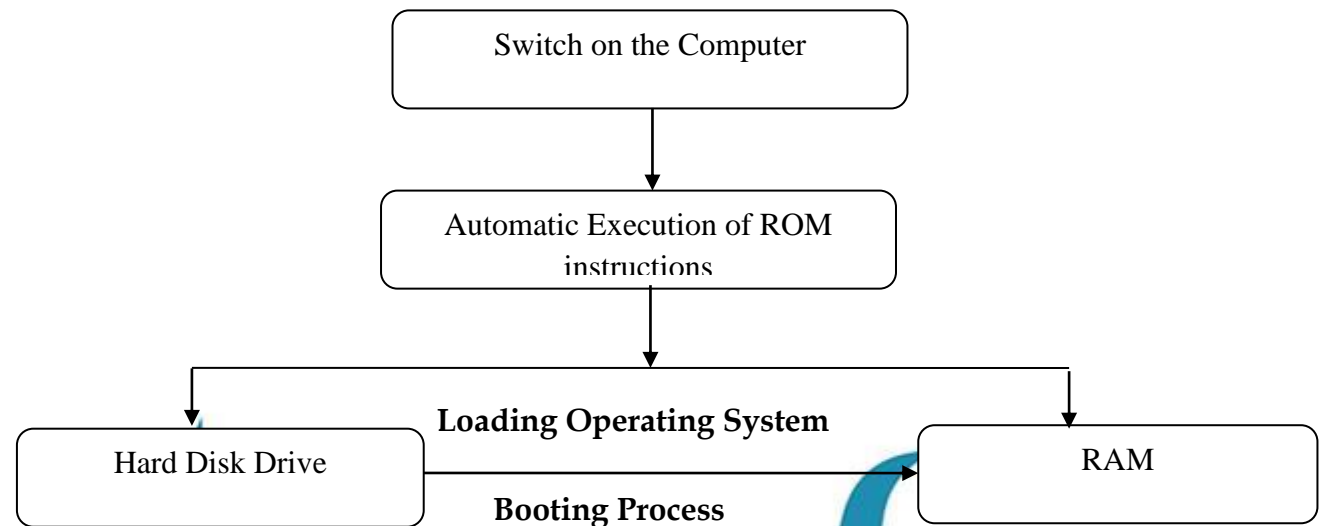 Switch on the Computer
Automatic Execution of ROM
instructions
Loading Operating System
Hard Disk Drive
RAM
Booting Process